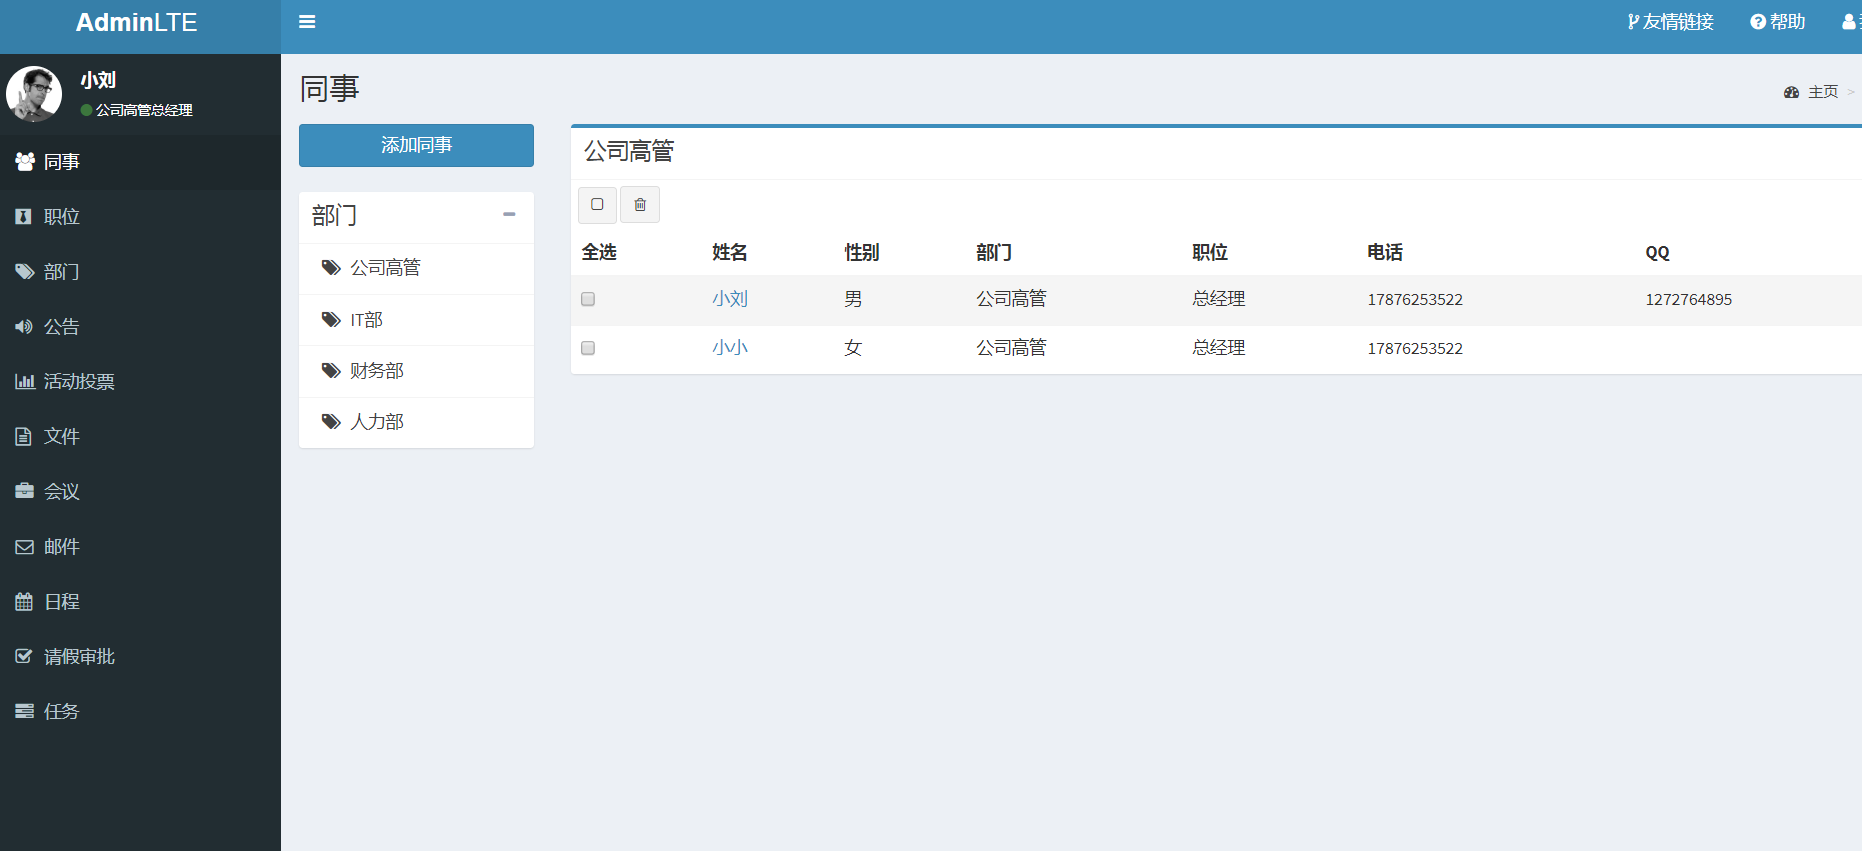 AdminLTE
友情链接
帮助
小刘
公司高管总经理
同事
职位
部门
公告
活动投票
文件
会议
邮件
日程
请假审批
任务
同事
主页 >
添加同事
部门
公司高管
IT部
财务部
人力部
公司高管
全选 姓名 性别 部门 职位 电话 QQ
小刘 男 公司高管 总经理 17876253522 1272764895
小小 女 公司高管 总经理 17876253522